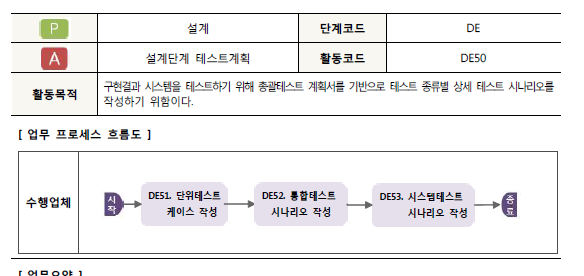 P 설계 단계코드 DE
A 설계단계 테스트계획 활동코드 DE50
활동목적 구현결과 시스템을 테스트하기 위해 총괄테스트 계획서를 기반으로 테스트 종류별 상세 테스트 시나리오를
작성하기 위함이다.
[ 업무 프로세스 흐름도 ]
수행업체
시
작
DE51. 단위테스트
케이스 작성
DE52. 통합테스트
시나리오 작성
DE53. 시스템테스트
시나리오 작성
종
료
[ 업무요약 ]